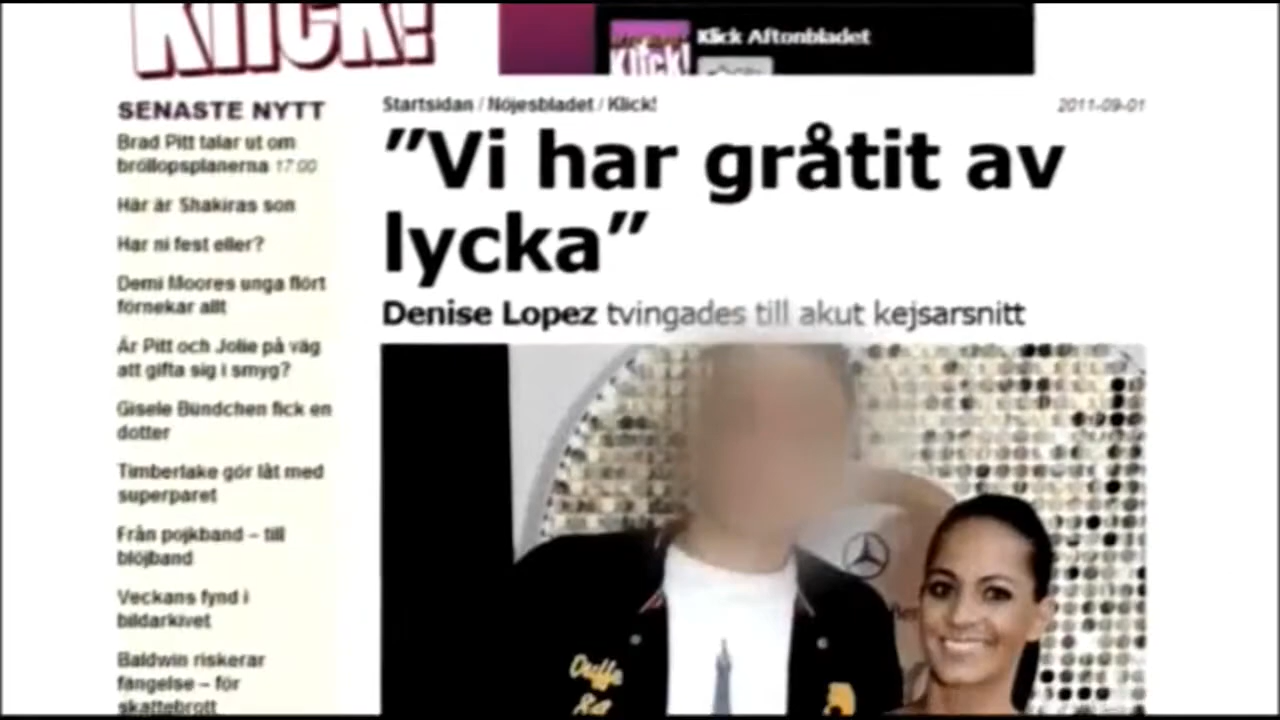 Klick!
Klick Aftonbladet
Klick!
SENASTE NYTT
Brad Pitt talar ut om
bröllopsplanerna 17:00
Här är Shakiras son
Har ni fest eller?
Demi Moores unga flört
förnekar allt
Är Pitt och Jolie på väg
att gifta sig i smyg?
Gisele Bündchen fick en
dotter
Timberlake gör låt med
superparet
Från pojkband – till
blöjband
Veckans fynd i
bildarkivet
Baldwin riskerar
fängelse – för
skattebrott
Startsidan / Nöjesbladet / Klick!
2011-09-01
”Vi har gråtit av
lycka”
Denise Lopez tvingades till akut kejsarsnitt